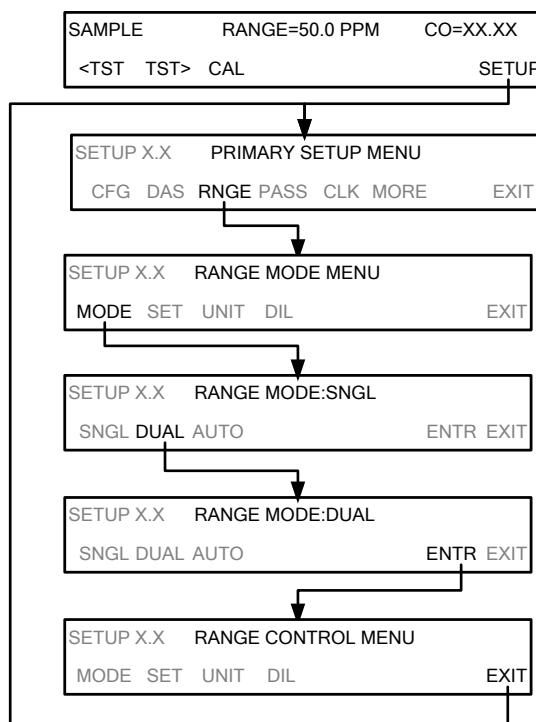 SAMPLE RANGE=50.0 PPM CO=XX.XX
<TST TST> CAL SETUP
SETUP X.X PRIMARY SETUP MENU
CFG DAS RNGE PASS CLK MORE EXIT
SETUP X.X RANGE MODE MENU
MODE SET UNIT DIL EXIT
SETUP X.X RANGE MODE:SNGL
SNGL DUAL AUTO ENTR EXIT
SETUP X.X RANGE MODE:DUAL
SNGL DUAL AUTO ENTR EXIT
SETUP X.X RANGE CONTROL MENU
MODE SET UNIT DIL EXIT